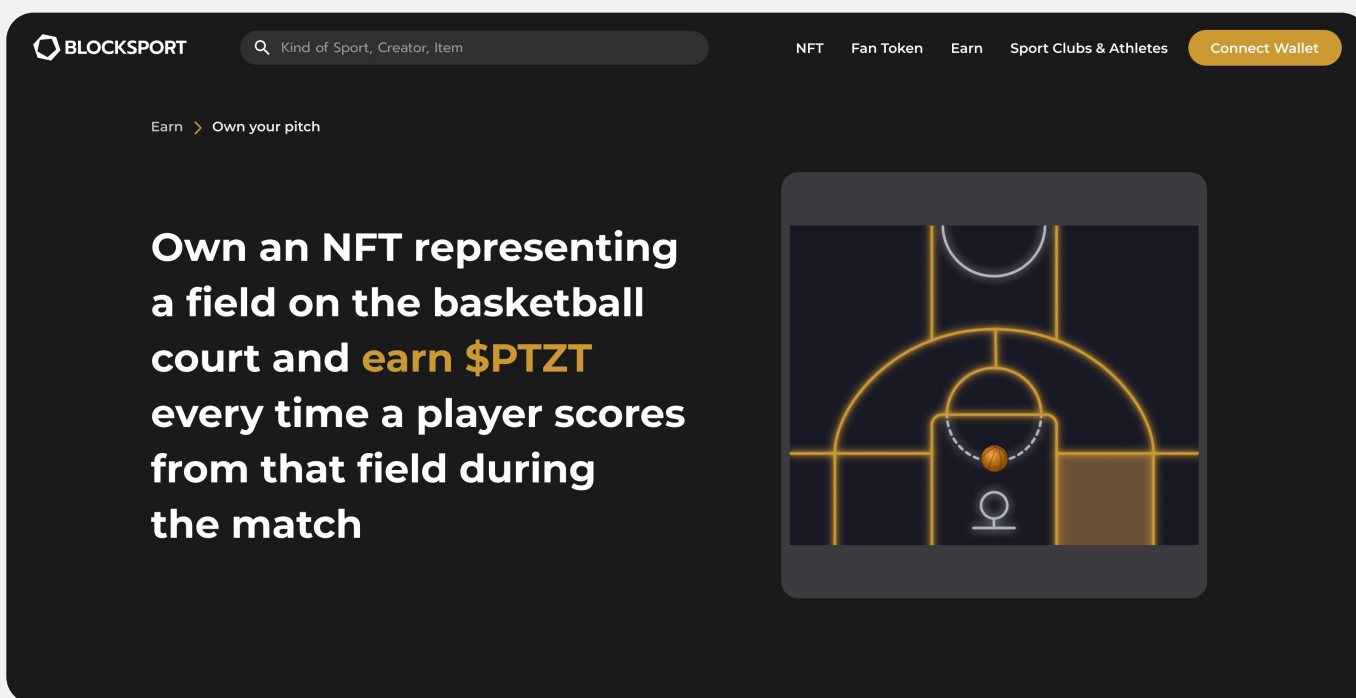 BLOCKSPORT
Kind of Sport, Creator, Item
NFT Fan Token Earn Sport Clubs & Athletes Connect Wallet
Earn > Own your pitch
Own an NFT representing
a field on the basketball
court and earn $PTZT
every time a player scores
from that field during
the match